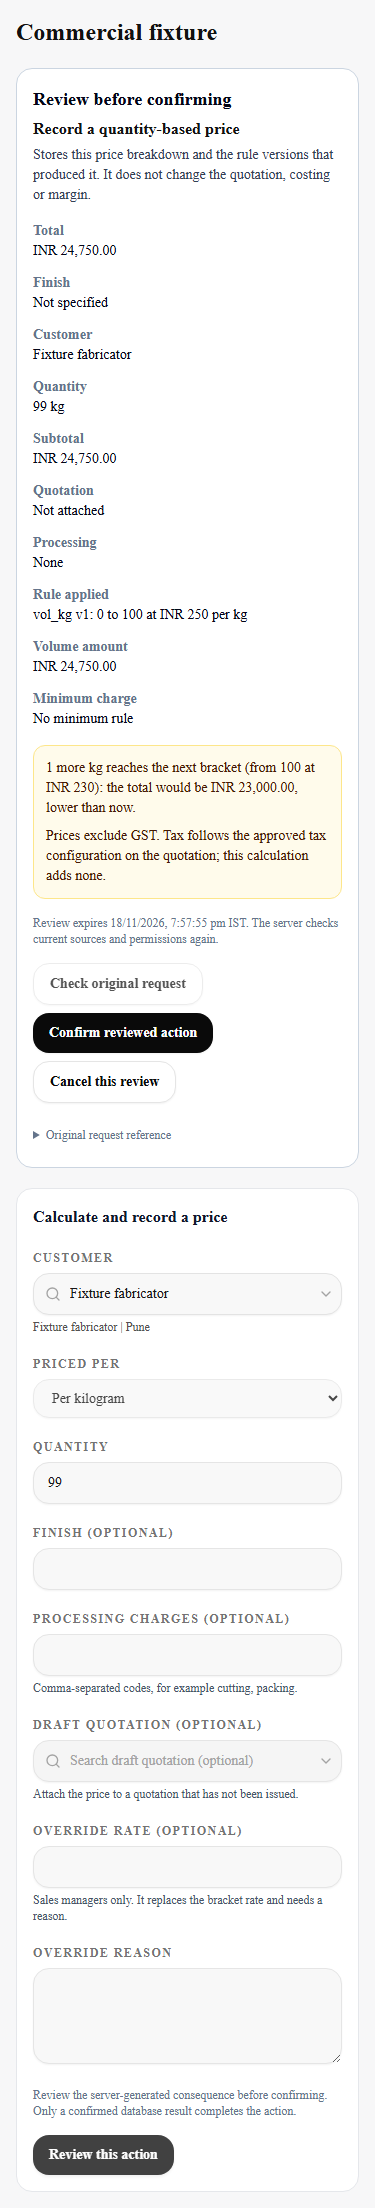 Commercial fixture
Review before confirming
Record a quantity-based price
Stores this price breakdown and the rule versions that
produced it. It does not change the quotation, costing
or margin.
Total
INR 24,750.00
Finish
Not specified
Customer
Fixture fabricator
Quantity
99 kg
Subtotal
INR 24,750.00
Quotation
Not attached
Processing
None
Rule applied
vol_kg v1: 0 to 100 at INR 250 per kg
Volume amount
INR 24,750.00
Minimum charge
No minimum rule
1 more kg reaches the next bracket (from 100 at
INR 230): the total would be INR 23,000.00,
lower than now.
Prices exclude GST. Tax follows the approved tax
configuration on the quotation; this calculation
adds none.
Review expires 18/11/2026, 7:57:55 pm IST. The server checks
current sources and permissions again.
Check original request
Confirm reviewed action
Cancel this review
Original request reference
Calculate and record a price
CUSTOMER
Fixture fabricator
Fixture fabricator | Pune
PRICED PER
Per kilogram
QUANTITY
99
FINISH (OPTIONAL)
PROCESSING CHARGES (OPTIONAL)
Comma-separated codes, for example cutting, packing.
DRAFT QUOTATION (OPTIONAL)
Search draft quotation (optional)
Attach the price to a quotation that has not been issued.
OVERRIDE RATE (OPTIONAL)
Sales managers only. It replaces the bracket rate and needs a
reason.
OVERRIDE REASON
Review the server-generated consequence before confirming.
Only a confirmed database result completes the action.
Review this action